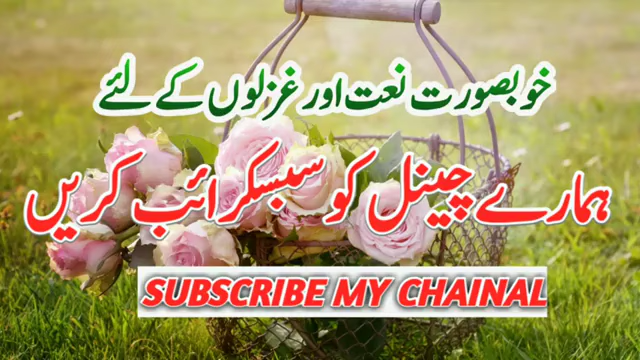 خوبصورت نعت اور غزلوں کے لئے
ہمارے چینل کو سبسکرائب کریں
SUBSCRIBE MY CHAINAL